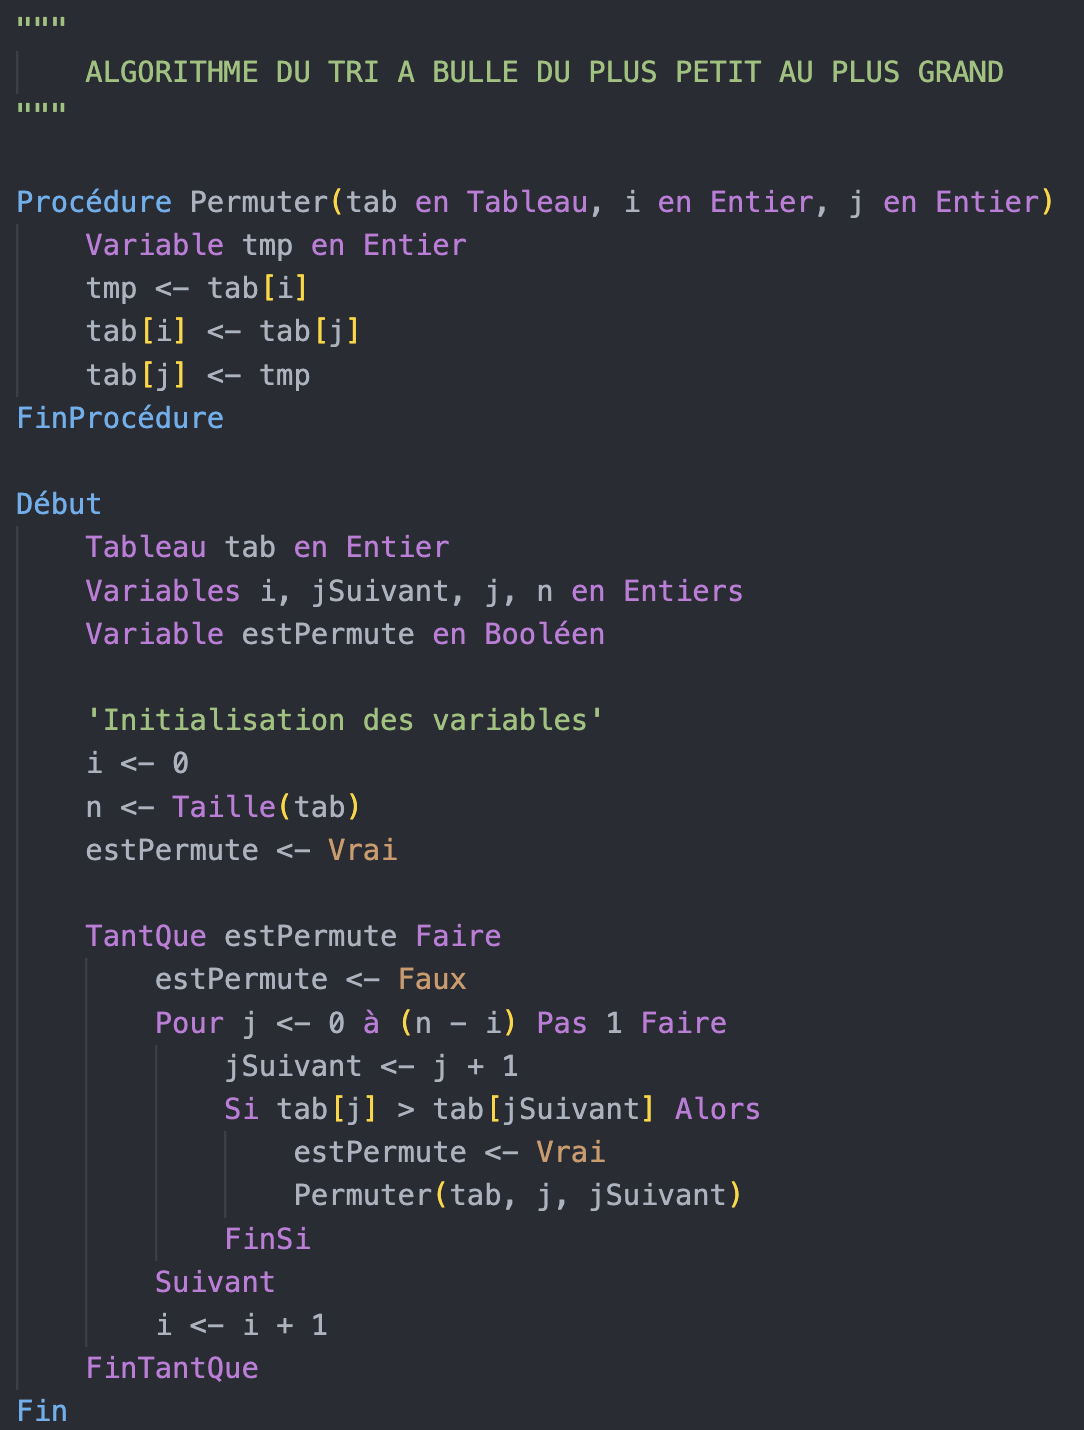 """
    ALGORITHME DU TRI A BULLE DU PLUS PETIT AU PLUS GRAND
"""
Procédure Permuter(tab en Tableau, i en Entier, j en Entier)
    Variable tmp en Entier
    tmp <- tab[i]
    tab[i] <- tab[j]
    tab[j] <- tmp
FinProcédure
Début
    Tableau tab en Entier
    Variables i, jSuivant, j, n en Entiers
    Variable estPermute en Booléen
    'Initialisation des variables'
    i <- 0
    n <- Taille(tab)
    estPermute <- Vrai
    TantQue estPermute Faire
        estPermute <- Faux
        Pour j <- 0 à (n - i) Pas 1 Faire
            jSuivant <- j + 1
            Si tab[j] > tab[jSuivant] Alors
                estPermute <- Vrai
                Permuter(tab, j, jSuivant)
            FinSi
        Suivant
        i <- i + 1
    FinTantQue
Fin